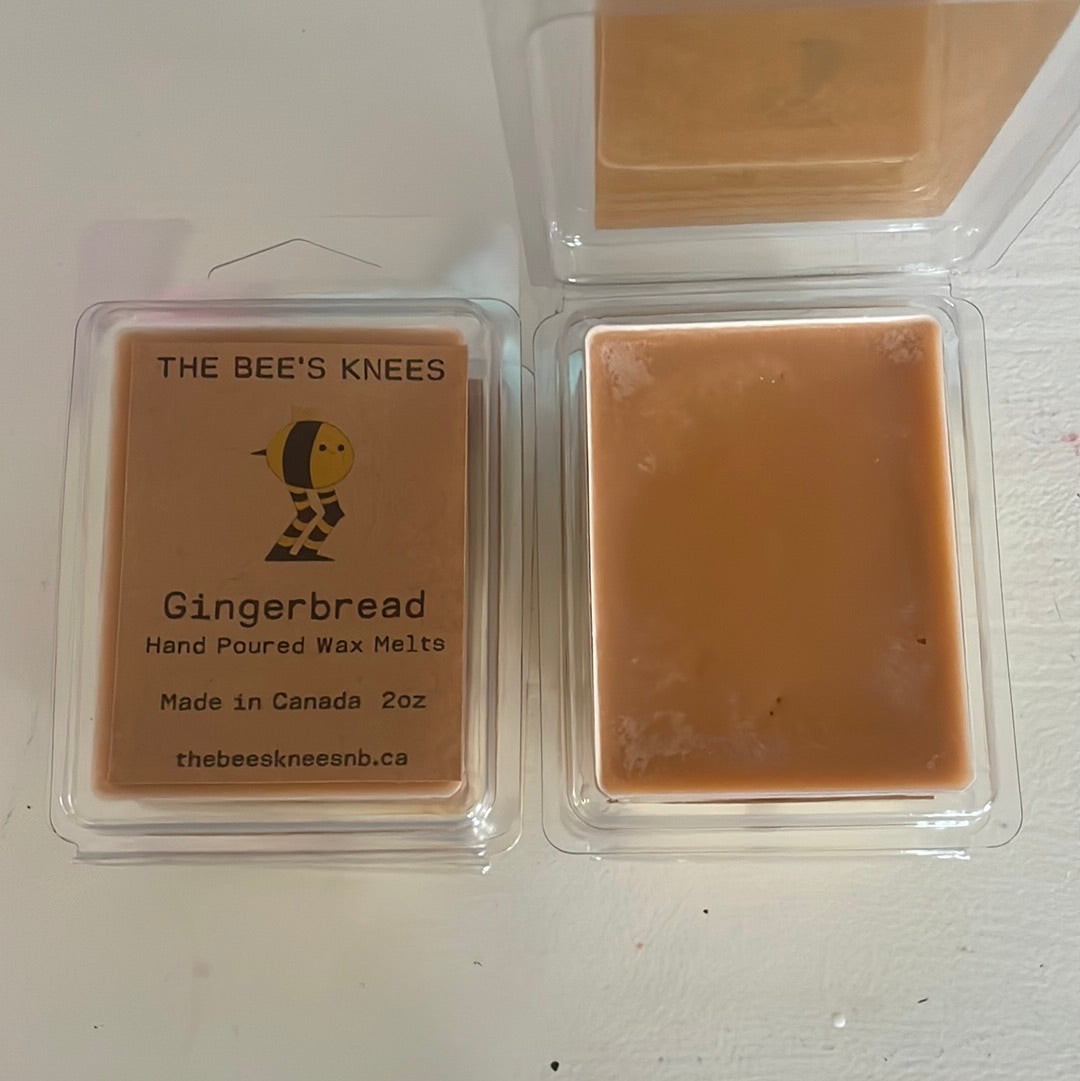 THE BEE'S KNEES
Gingerbread
Hand Poured Wax Melts
Made in Canada 2oz
thebeeskneesnb.ca